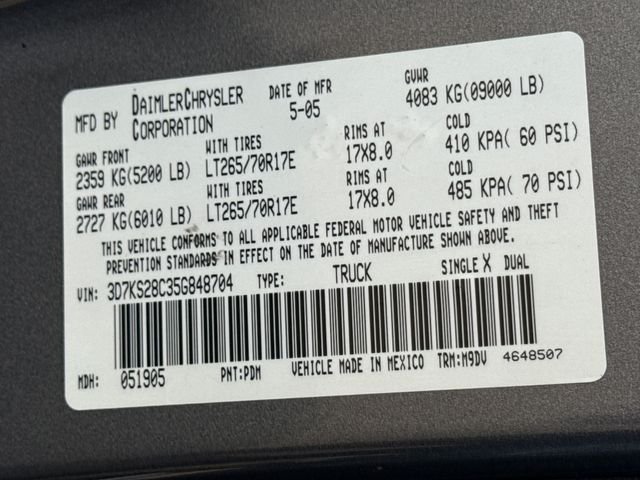 MFD BY DAIMLERCHRYSLER CORPORATION
DATE OF MFR 5-05
GVWR 4083 KG(09000 LB)
GAWR FRONT WITH TIRES RIMS AT COLD
2359 KG(5200 LB) LT265/70R17E 17X8.0 410 KPA( 60 PSI)
GAWR REAR WITH TIRES RIMS AT COLD
2727 KG(6010 LB) LT265/70R17E 17X8.0 485 KPA( 70 PSI)
THIS VEHICLE CONFORMS TO ALL APPLICABLE FEDERAL MOTOR VEHICLE SAFETY AND THEFT
PREVENTION STANDARDS IN EFFECT ON THE DATE OF MANUFACTURE SHOWN ABOVE.
VIN: 3D7KS28C35G848704 TYPE: TRUCK SINGLE X DUAL
MDH: 051905 PNT:PDM VEHICLE MADE IN MEXICO TRM:M9DV 4648507